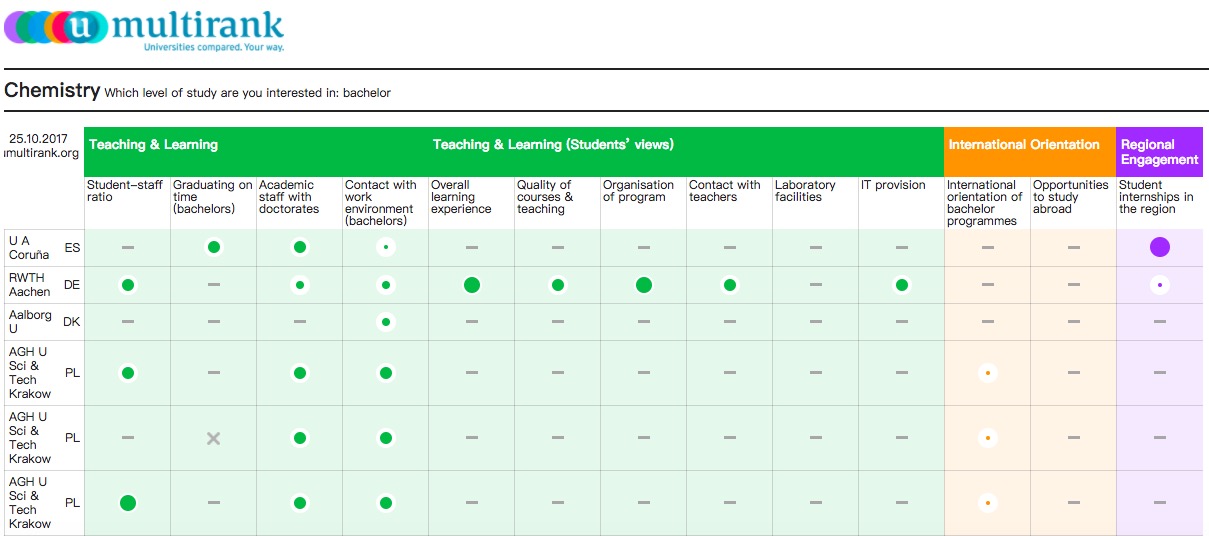 u multirank
Universities compared. Your way.
Chemistry Which level of study are you interested in: bachelor
25.10.2017
umultirank.org
Teaching & Learning
Teaching & Learning (Students' views)
International Orientation
Regional
Engagement
Student-staff
ratio
Graduating on
time
(bachelors)
Academic
staff with
doctorates
Contact with
work
environment
(bachelors)
Overall
learning
experience
Quality of
courses &
teaching
Organisation
of program
Contact with
teachers
Laboratory
facilities
IT provision
International
orientation of
bachelor
programmes
Opportunities
to study
abroad
Student
internships in
the region
U A
Coruña
ES
RWTH
Aachen
DE
Aalborg
U
DK
AGH U
Sci &
Tech
Krakow
PL
AGH U
Sci &
Tech
Krakow
PL
AGH U
Sci &
Tech
Krakow
PL